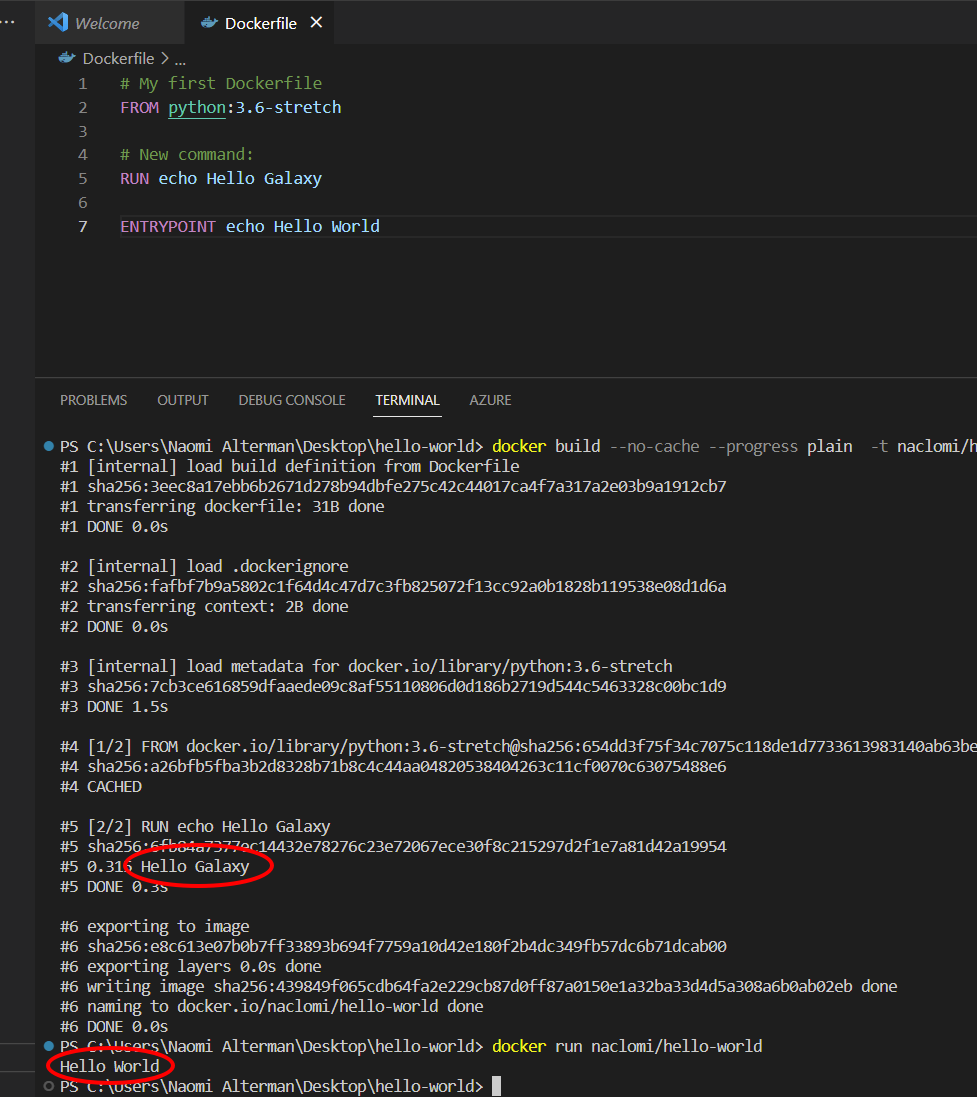 ...
Welcome
Dockerfile ×
Dockerfile > ...
1 # My first Dockerfile
2 FROM python:3.6-stretch
3
4 # New command:
5 RUN echo Hello Galaxy
6
7 ENTRYPOINT echo Hello World
PROBLEMS OUTPUT DEBUG CONSOLE TERMINAL AZURE
PS C:\Users\Naomi Alterman\Desktop\hello-world> docker build --no-cache --progress plain -t naclomi/h
#1 [internal] load build definition from Dockerfile
#1 sha256:3eec8a17ebb6b2671d278b94dbfe275c42c44017ca4f7a317a2e03b9a1912cb7
#1 transferring dockerfile: 31B done
#1 DONE 0.0s
#2 [internal] load .dockerignore
#2 sha256:fafbf7b9a5802c1f64d4c47d7c3fb825072f13cc92a0b1828b119538e08d1d6a
#2 transferring context: 2B done
#2 DONE 0.0s
#3 [internal] load metadata for docker.io/library/python:3.6-stretch
#3 sha256:7cb3ce616859dfaaede09c8af55110806d0d186b2719d544c5463328c00bc1d9
#3 DONE 1.5s
#4 [1/2] FROM docker.io/library/python:3.6-stretch@sha256:654dd3f75f34c7075c118de1d7733613983140ab63be
#4 sha256:a26bfb5fba3b2d8328b71b8c4c44aa04820538404263c11cf0070c63075488e6
#4 CACHED
#5 [2/2] RUN echo Hello Galaxy
#5 sha256:6fb84a7377ec14432e78276c23e72067ece30f8c215297d2f1e7a81d42a19954
#5 0.315 Hello Galaxy
#5 DONE 0.3s
#6 exporting to image
#6 sha256:e8c613e07b0b7ff33893b694f7759a10d42e180f2b4dc349fb57dc6b71dcab00
#6 exporting layers 0.0s done
#6 writing image sha256:439849f065cdb64fa2e229cb87d0ff87a0150e1a32ba33d4d5a308a6b0ab02eb done
#6 naming to docker.io/naclomi/hello-world done
#6 DONE 0.0s
PS C:\Users\Naomi Alterman\Desktop\hello-world> docker run naclomi/hello-world
Hello World
PS C:\Users\Naomi Alterman\Desktop\hello-world>